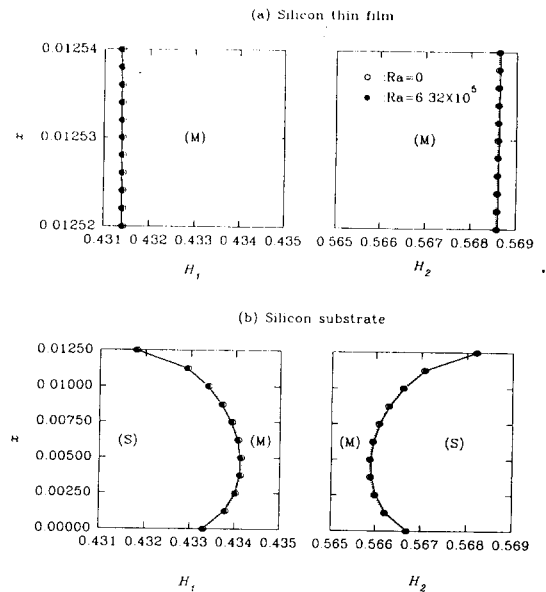 (a) Silicon thin film
0.01254
0.01253
0.01252
x
(M)
0.431 0.432 0.433 0.434 0.435
H1
○ :Ra=0
● :Ra=6 32X10^5
(M)
0.565 0.566 0.567 0.568 0.569
H2
(b) Silicon substrate
0.01250
0.01000
0.00750
0.00500
0.00250
0.00000
x
(S)
(M)
0.431 0.432 0.433 0.434 0.435
H1
(M)
(S)
0.565 0.566 0.567 0.568 0.569
H2